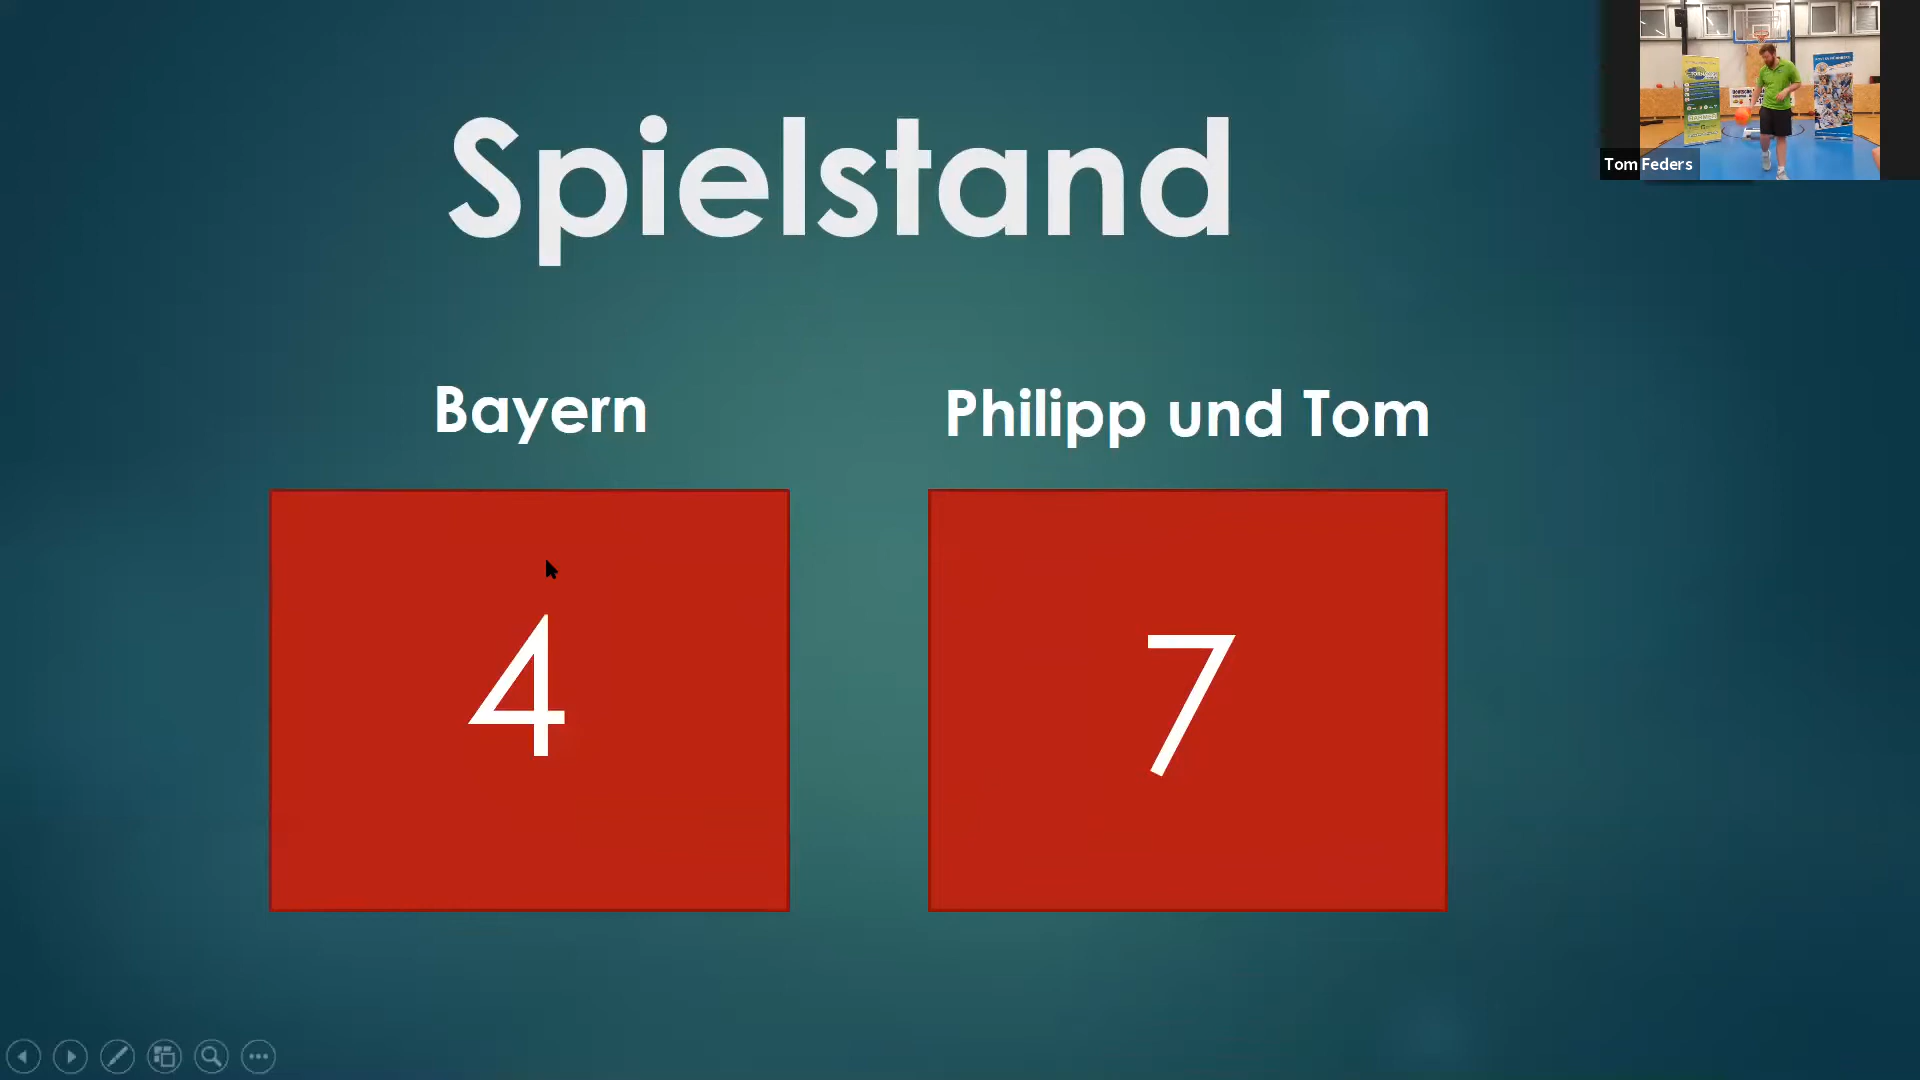 Spielstand
Bayern
Philipp und Tom
4
7
Tom Feders